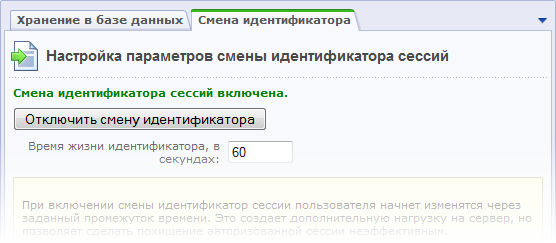 Хранение в базе данных
Смена идентификатора
Настройка параметров смены идентификатора сессий
Смена идентификатора сессий включена.
Отключить смену идентификатора
Время жизни идентификатора, в
секундах:
60
При включении смены идентификатор сессии пользователя начнет изменятся через
заданный промежуток времени. Это создает дополнительную нагрузку на сервер, но
позволяет сделать похищение авторизованной сессии неэффективным.